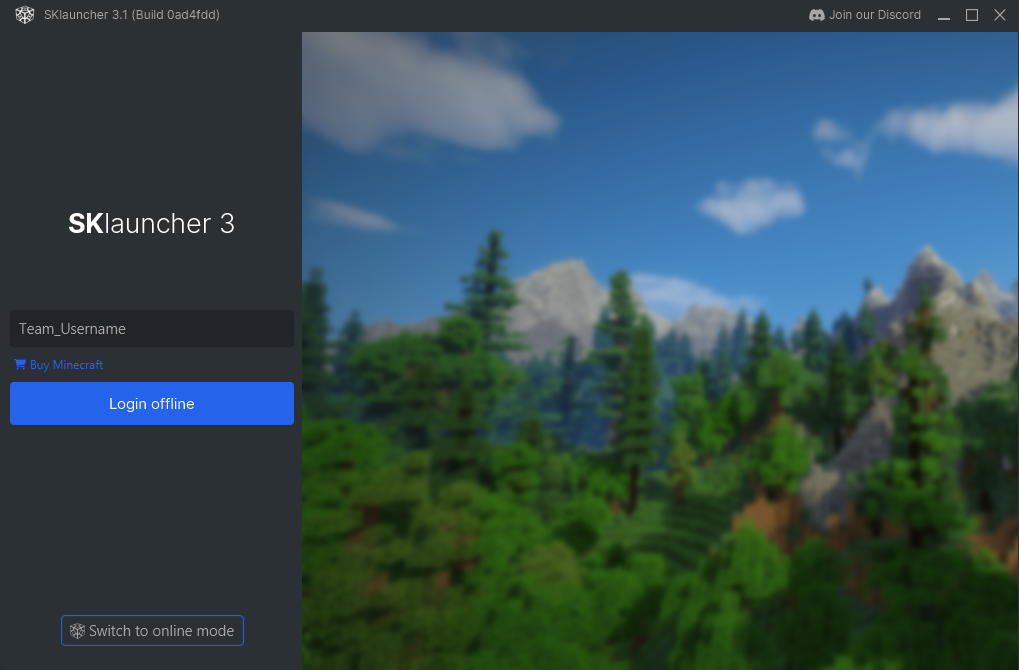 SKlauncher 3.1 (Build 0ad4fdd)
Join our Discord
SKlauncher 3
Team_Username
Buy Minecraft
Login offline
Switch to online mode